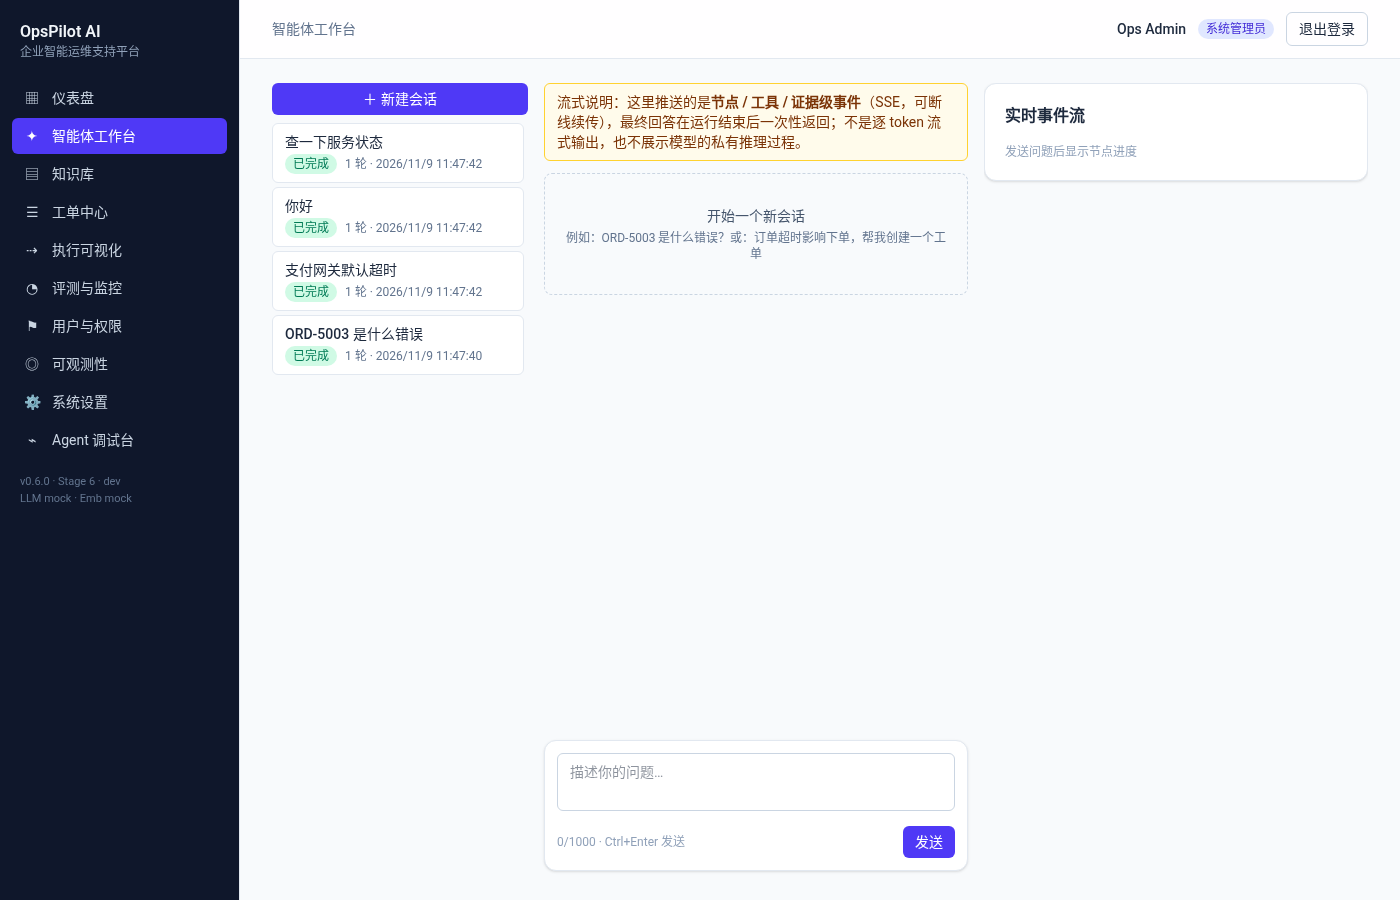 OpsPilot AI
企业智能运维支持平台
仪表盘
智能体工作台
知识库
工单中心
执行可视化
评测与监控
用户与权限
可观测性
系统设置
Agent 调试台
v0.6.0 · Stage 6 · dev
LLM mock · Emb mock
智能体工作台
Ops Admin
系统管理员
退出登录
＋ 新建会话
查一下服务状态
已完成 1 轮 · 2026/11/9 11:47:42
你好
已完成 1 轮 · 2026/11/9 11:47:42
支付网关默认超时
已完成 1 轮 · 2026/11/9 11:47:42
ORD-5003 是什么错误
已完成 1 轮 · 2026/11/9 11:47:40
流式说明：这里推送的是节点 / 工具 / 证据级事件（SSE，可断
线续传），最终回答在运行结束后一次性返回；不是逐 token 流
式输出，也不展示模型的私有推理过程。
开始一个新会话
例如：ORD-5003 是什么错误？或：订单超时影响下单，帮我创建一个工
单
描述你的问题…
0/1000 · Ctrl+Enter 发送
发送
实时事件流
发送问题后显示节点进度